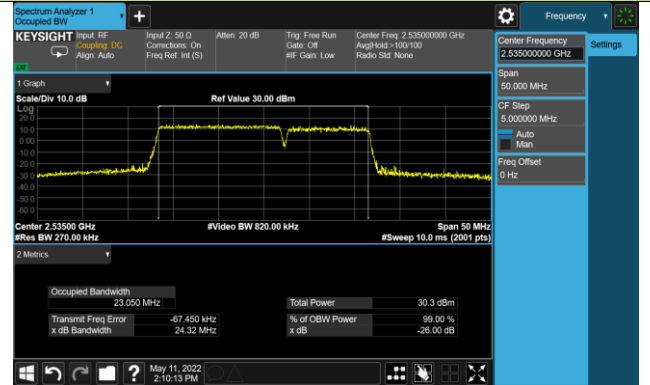 Spectrum Analyzer 1
Occupied BW
Frequency
KEYSIGHT
Input: RF
Coupling: DC
Align: Auto
Input Z: 50 Ω
Corrections: On
Freq Ref: Int (S)
Atten: 20 dB
Trig: Free Run
Gate: Off
#IF Gain: Low
Center Freq: 2.535000000 GHz
Avg|Hold:>100/100
Radio Std: None
LXI
Center Frequency
2.535000000 GHz
Settings
Span
50.000 MHz
CF Step
5.000000 MHz
Auto
Man
Freq Offset
0 Hz
1 Graph
Scale/Div 10.0 dB
Ref Value 30.00 dBm
Log
20.0
10.0
0.00
-10.0
-20.0
-30.0
-40.0
-50.0
-60.0
Center 2.53500 GHz
#Video BW 820.00 kHz
Span 50 MHz
#Res BW 270.00 kHz
#Sweep 10.0 ms (2001 pts)
2 Metrics
Occupied Bandwidth
23.050 MHz
Total Power
30.3 dBm
Transmit Freq Error
-67.450 kHz
% of OBW Power
99.00 %
x dB Bandwidth
24.32 MHz
x dB
-26.00 dB
?
May 11, 2022
2:10:13 PM